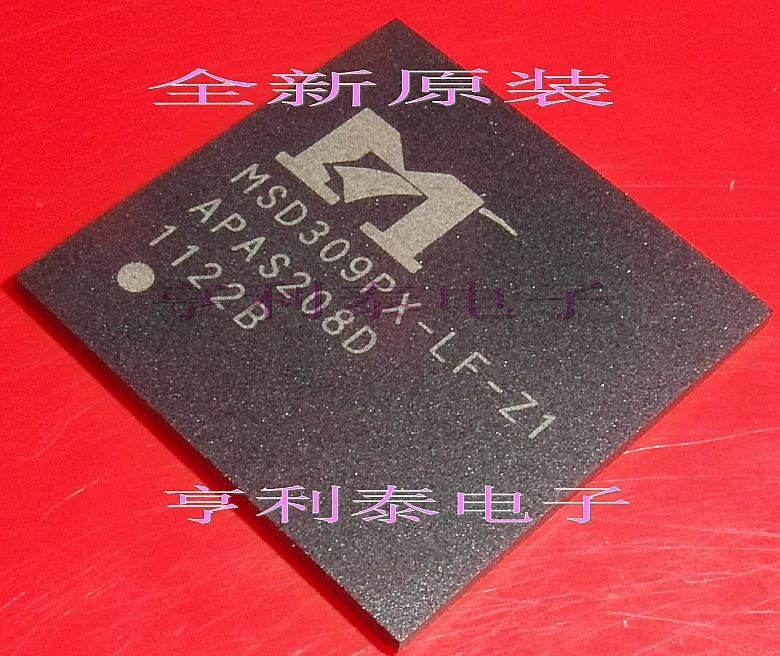 全新原装
MSD309PX-LF-Z1
APAS208D
1122B
亨利泰电子
亨利泰电子